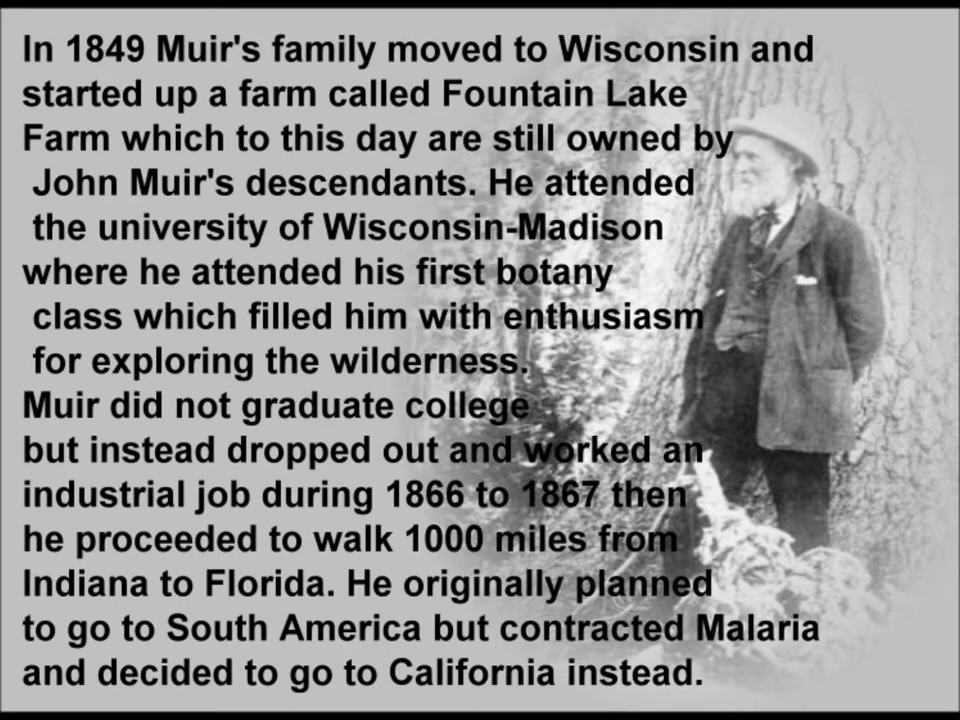 In 1849 Muir's family moved to Wisconsin and
started up a farm called Fountain Lake
Farm which to this day are still owned by
John Muir's descendants. He attended
the university of Wisconsin-Madison
where he attended his first botany
class which filled him with enthusiasm
for exploring the wilderness.
Muir did not graduate college
but instead dropped out and worked an
industrial job during 1866 to 1867 then
he proceeded to walk 1000 miles from
Indiana to Florida. He originally planned
to go to South America but contracted Malaria
and decided to go to California instead.